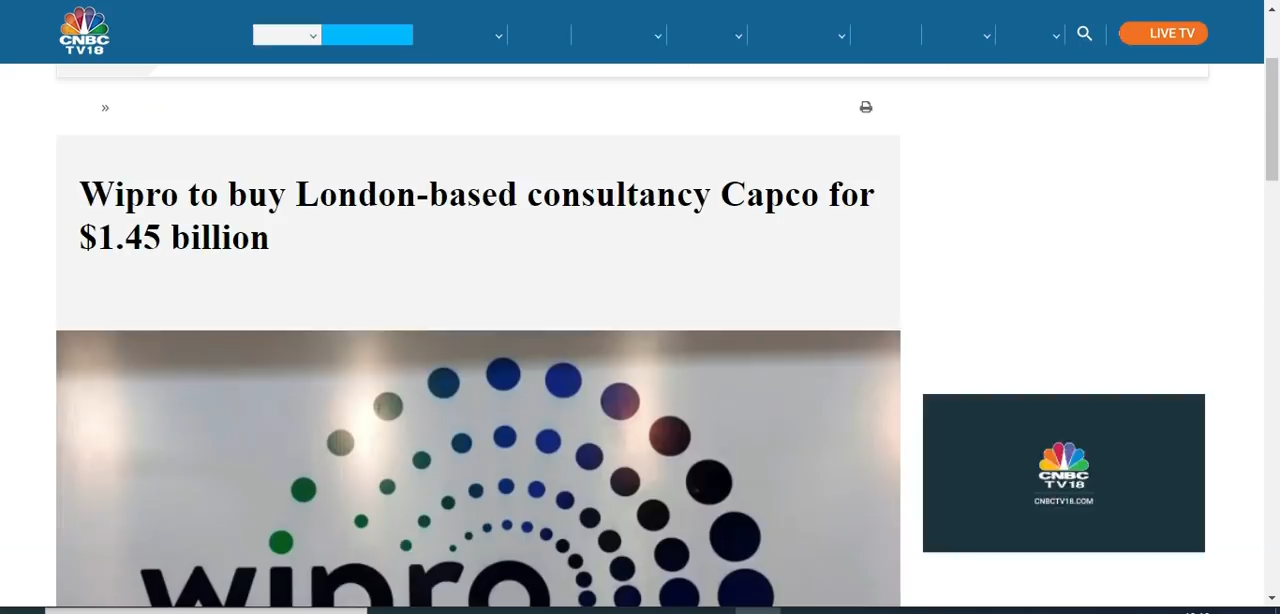 CNBC
TV18
LIVE TV
»
Wipro to buy London-based consultancy Capco for
$1.45 billion
CNBC
TV18
CNBCTV18.COM
wipro